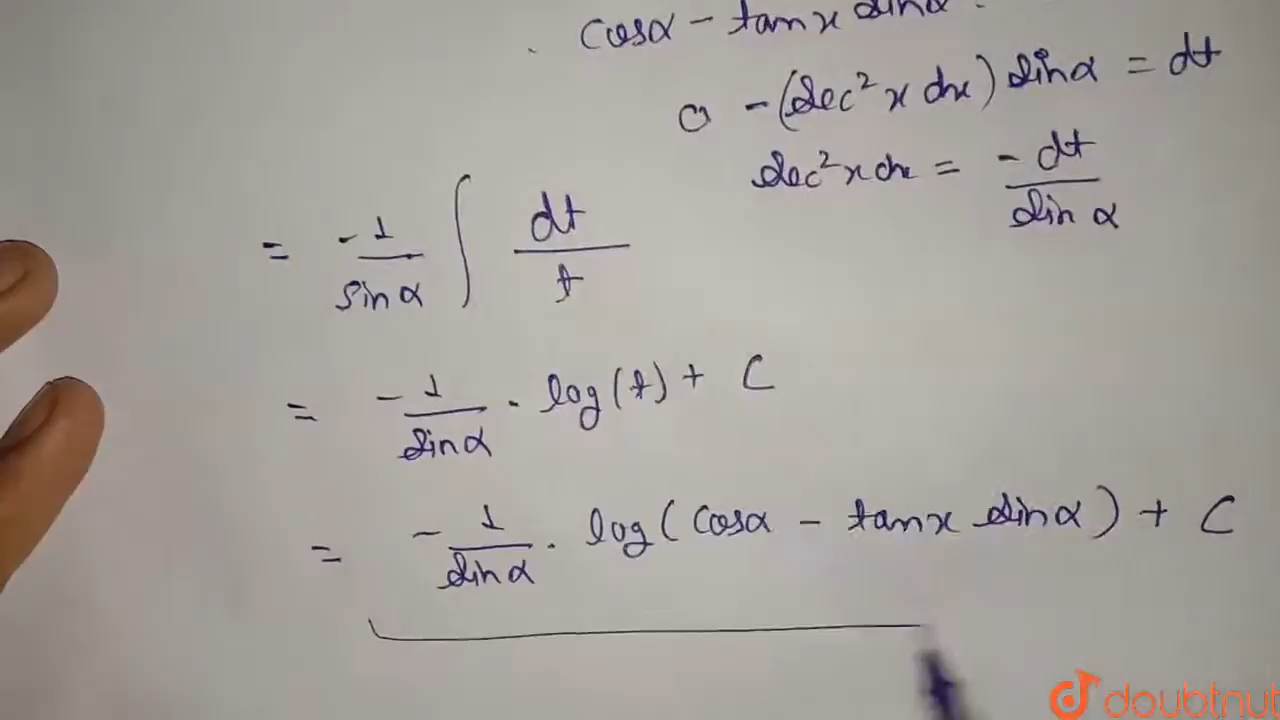 . cosα - tanx sinα .
0 -(sec²x dx) sinα = dt
sec²x dx = -dt/sinα
= -1/sinα ∫ dt/t
= -1/sinα . log(t) + C
= -1/sinα . log(cosα - tanx sinα) + C
doubtnut